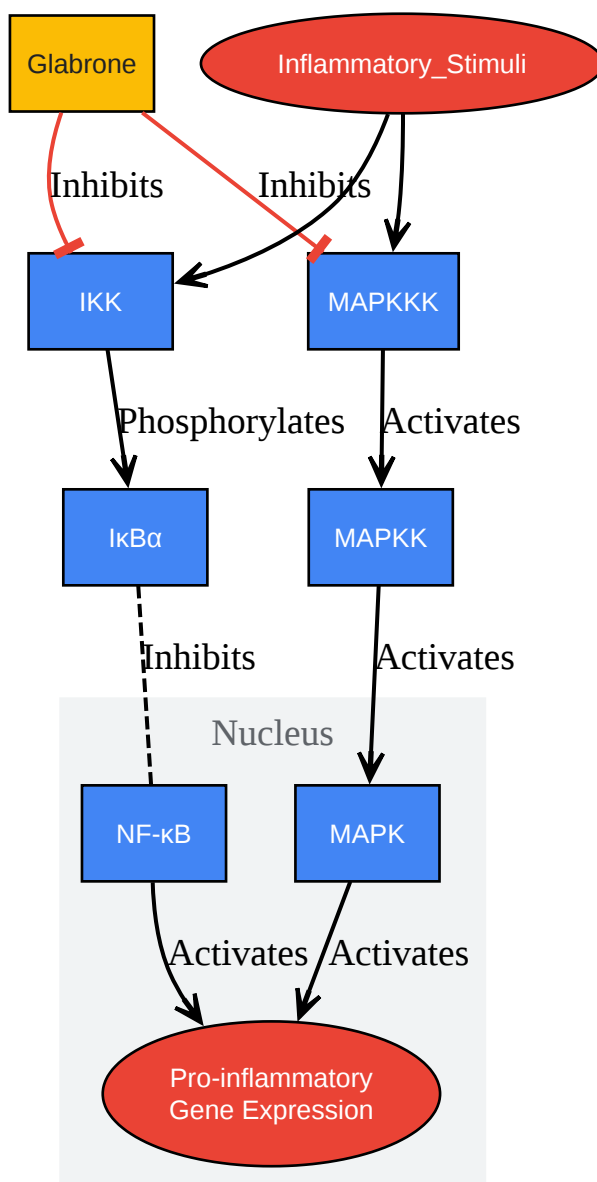 Glabrone
Inflammatory_Stimuli
Inhibits
Inhibits
IKK
MAPKKK
Phosphorylates
Activates
IκBα
MAPKK
Inhibits
Activates
Nucleus
NF-κB
MAPK
Activates
Activates
Pro-inflammatory
Gene Expression